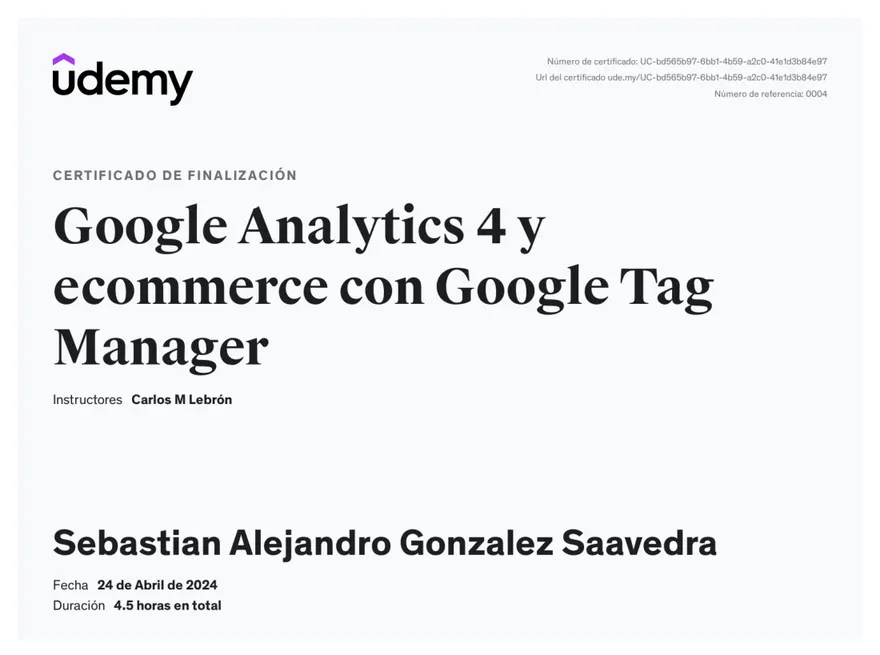 udemy
Número de certificado: UC-bd565b97-6bb1-4b59-a2c0-41e1d3b84e97
Url del certificado ude.my/UC-bd565b97-6bb1-4b59-a2c0-41e1d3b84e97
Número de referencia: 0004
CERTIFICADO DE FINALIZACIÓN
Google Analytics 4 y
ecommerce con Google Tag
Manager
Instructores Carlos M Lebrón
Sebastian Alejandro Gonzalez Saavedra
Fecha 24 de Abril de 2024
Duración 4.5 horas en total